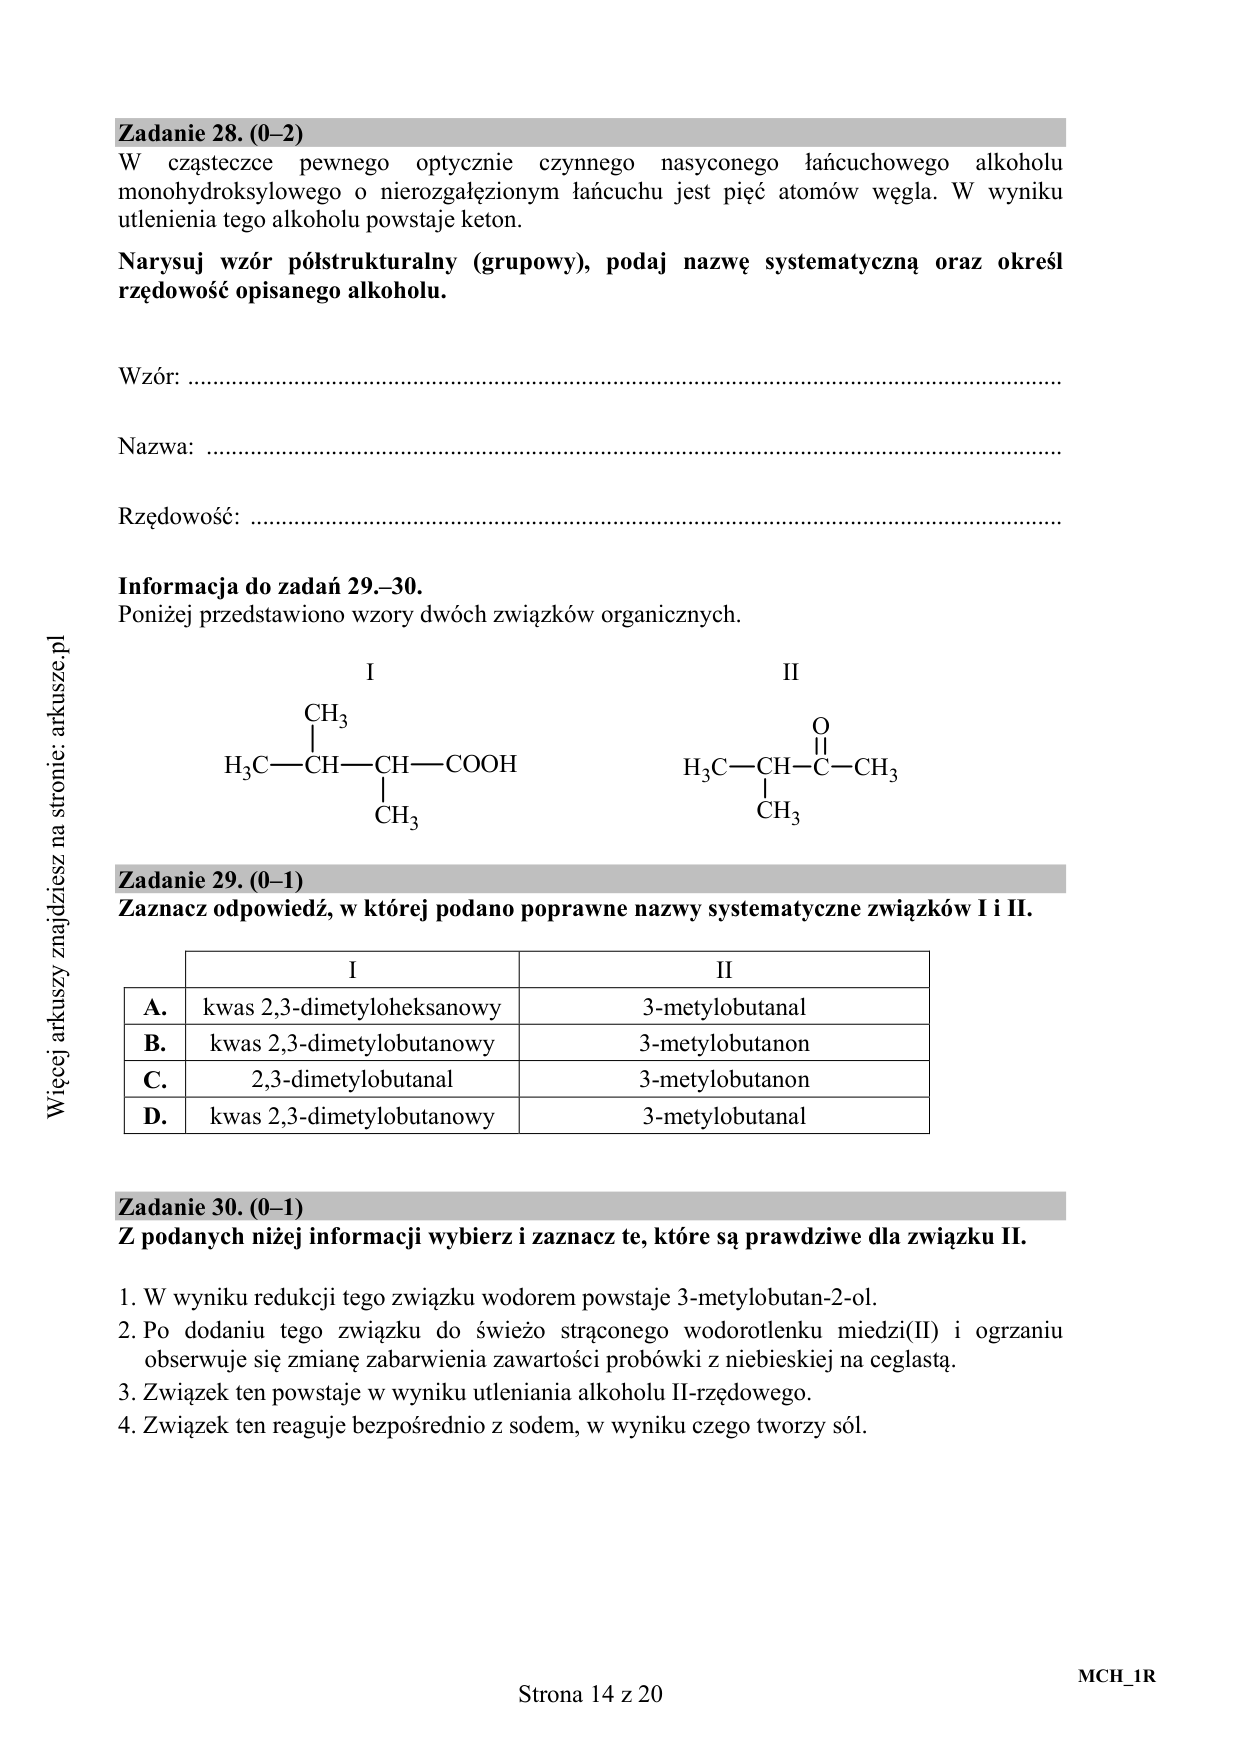 Zadanie 28. (0–2)
W cząsteczce pewnego optycznie czynnego nasyconego łańcuchowego alkoholu
monohydroksylowego o nierozgałęzionym łańcuchu jest pięć atomów węgla. W wyniku
utlenienia tego alkoholu powstaje keton.
Narysuj wzór półstrukturalny (grupowy), podaj nazwę systematyczną oraz określ
rzędowość opisanego alkoholu.
Wzór: ............................................................................................................................................
Nazwa: .........................................................................................................................................
Rzędowość: ..................................................................................................................................
Informacja do zadań 29.–30.
Poniżej przedstawiono wzory dwóch związków organicznych.
I
CH3
H3C—CH—CH—COOH
CH3
II
O
H3C—CH—C—CH3
CH3
Zadanie 29. (0–1)
Zaznacz odpowiedź, w której podano poprawne nazwy systematyczne związków I i II.
I II
A. kwas 2,3-dimetyloheksanowy 3-metylobutanal
B. kwas 2,3-dimetylobutanowy 3-metylobutanon
C. 2,3-dimetylobutanal 3-metylobutanon
D. kwas 2,3-dimetylobutanowy 3-metylobutanal
Zadanie 30. (0–1)
Z podanych niżej informacji wybierz i zaznacz te, które są prawdziwe dla związku II.
1. W wyniku redukcji tego związku wodorem powstaje 3-metylobutan-2-ol.
2. Po dodaniu tego związku do świeżo strąconego wodorotlenku miedzi(II) i ogrzaniu
obserwuje się zmianę zabarwienia zawartości probówki z niebieskiej na ceglastą.
3. Związek ten powstaje w wyniku utleniania alkoholu II-rzędowego.
4. Związek ten reaguje bezpośrednio z sodem, w wyniku czego tworzy sól.
Więcej arkuszy znajdziesz na stronie: arkusze.pl
Strona 14 z 20
MCH_1R